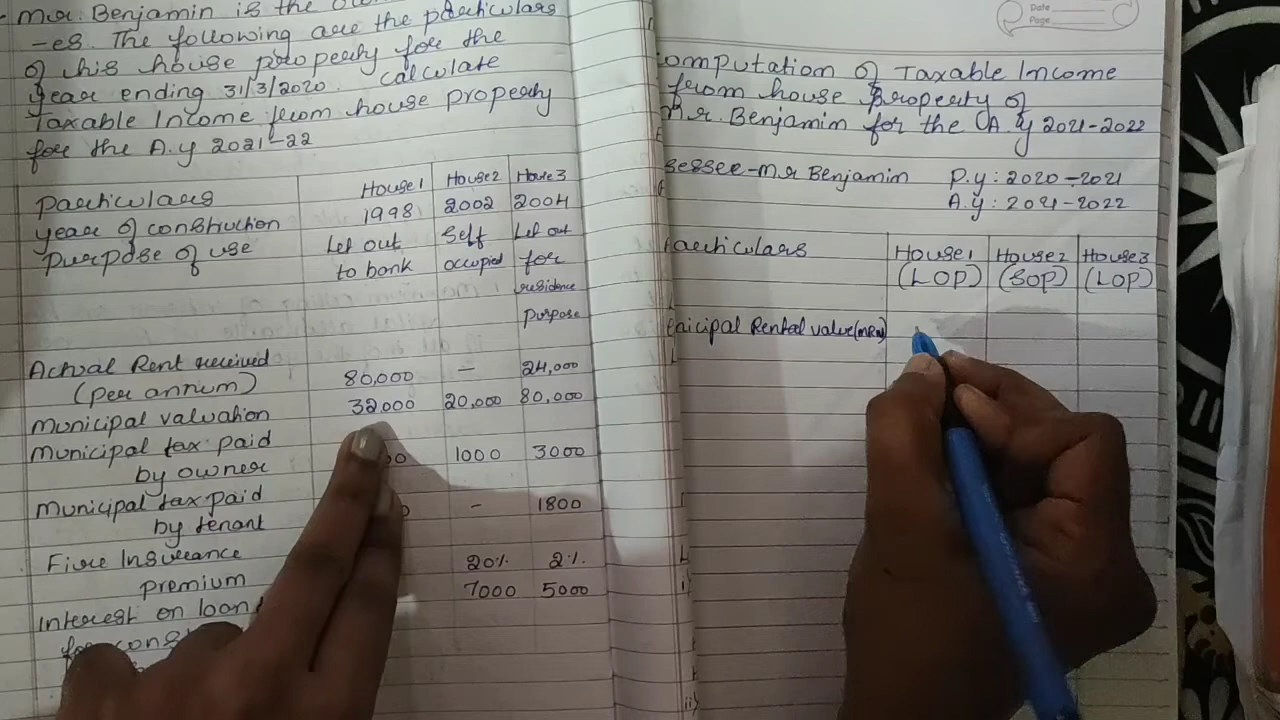 Mr. Benjamin is the
-es. The following are the particulars
of his house property for the
year ending 31/3/2020. calculate
Taxable Income from house property
for the A.y 2021-22
Particulars House1 House2 House3
year of construction 1998 2002 2004
purpose of use Let out Self Let out
to bank occupied for
residence
purpose
Actual Rent received
(per annum) 80,000 – 24,000
Municipal valuation 32000 20,000 80,000
Municipal tax paid
by owner 1000 3000
Municipal tax paid
by tenant - 1800
Fire Insurance
premium 20% 2%
Interest on loan 7000 5000
Date
Page
omputation of Taxable Income
from house Property of
Mr. Benjamin for the A.y 2021-2022
sessee-Mr Benjamin P.y: 2020-2021
A.y: 2021-2022
Particulars House1 House2 House3
(LOP) (SOP) (LOP)
nicipal Rental value(MRV)